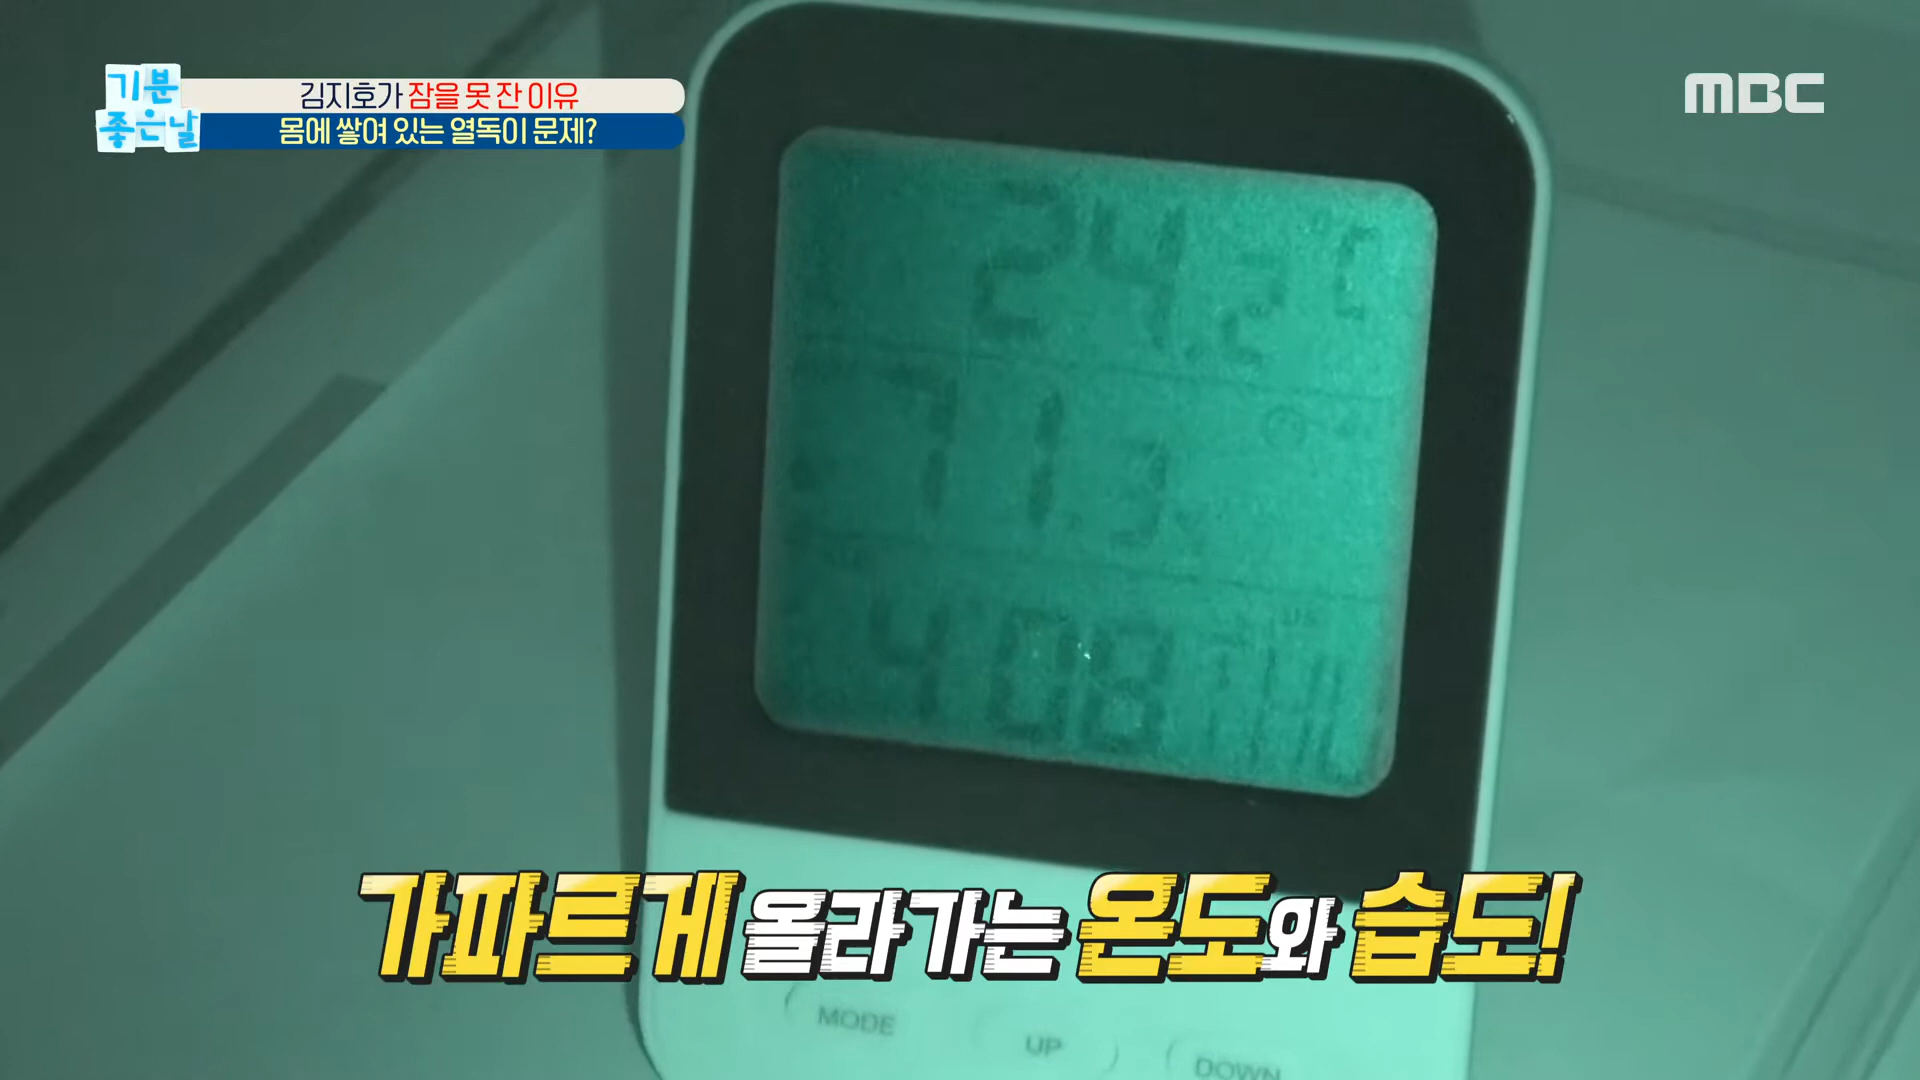 기분
좋은날
김지호가 잠을 못 잔 이유
몸에 쌓여 있는 열독이 문제?
MBC
24.2℃
71.3
4 08
가파르게 올라가는 온도와 습도!
MODE
UP
DOWN